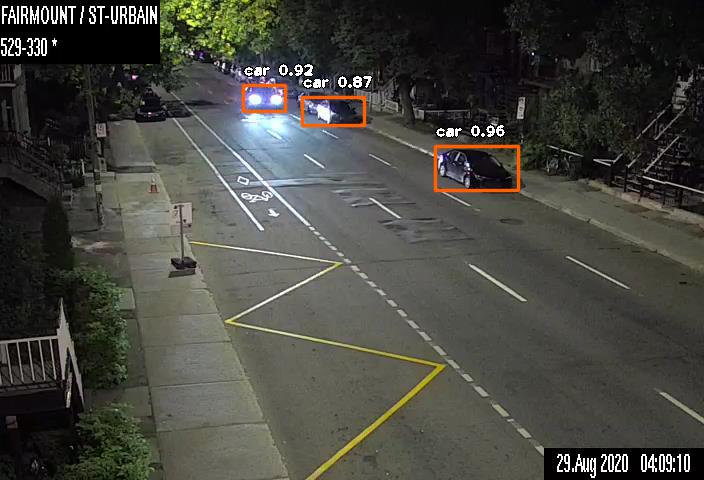 FAIRMOUNT / ST-URBAIN
529-330 *
car 0.92
car 0.87
car 0.96
29.Aug 2020 04:09:10